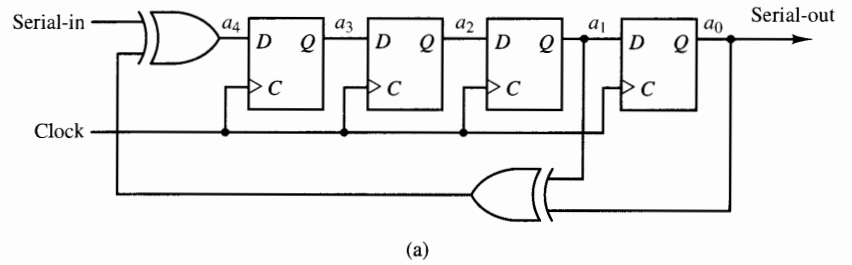 Serial-in
a4
D Q
a3
D Q
a2
D Q
a1
D Q
a0
Serial-out
C
C
C
C
Clock
(a)